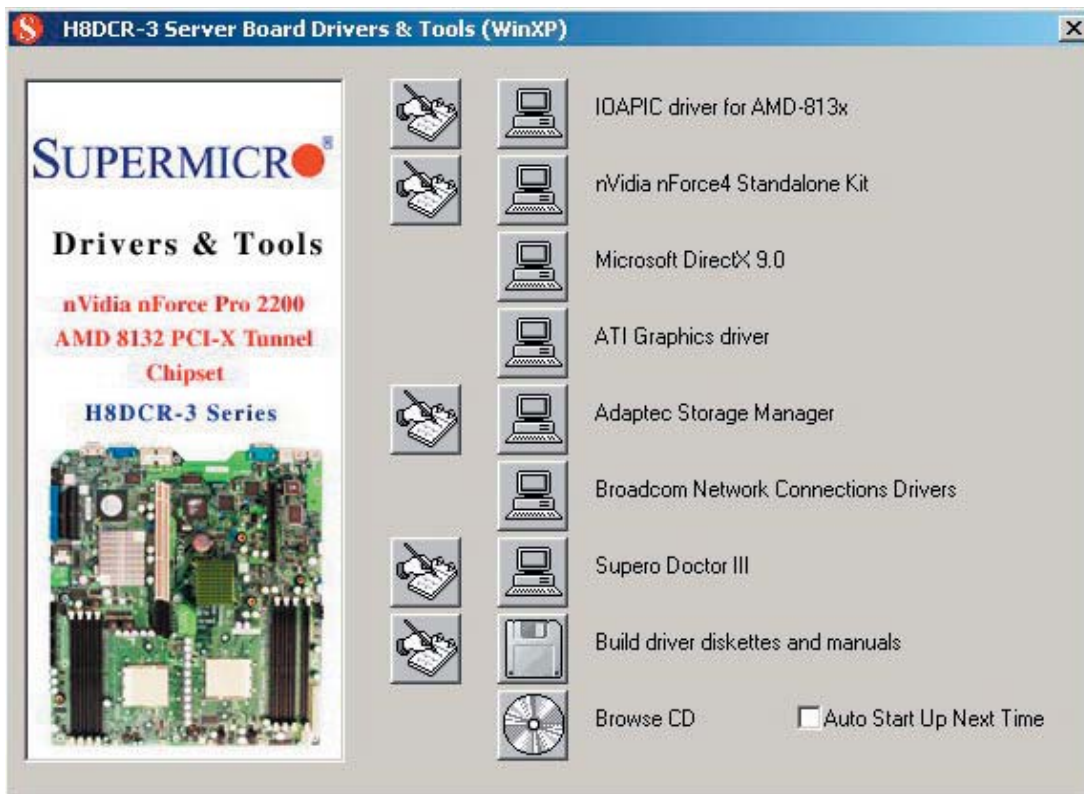 H8DCR-3 Server Board Drivers & Tools (WinXP)
SUPERMICRO®
Drivers & Tools
nVidia nForce Pro 2200
AMD 8132 PCI-X Tunnel
Chipset
H8DCR-3 Series
IOAPIC driver for AMD-813x
nVidia nForce4 Standalone Kit
Microsoft DirectX 9.0
ATI Graphics driver
Adaptec Storage Manager
Broadcom Network Connections Drivers
Supero Doctor III
Build driver diskettes and manuals
Browse CD
Auto Start Up Next Time